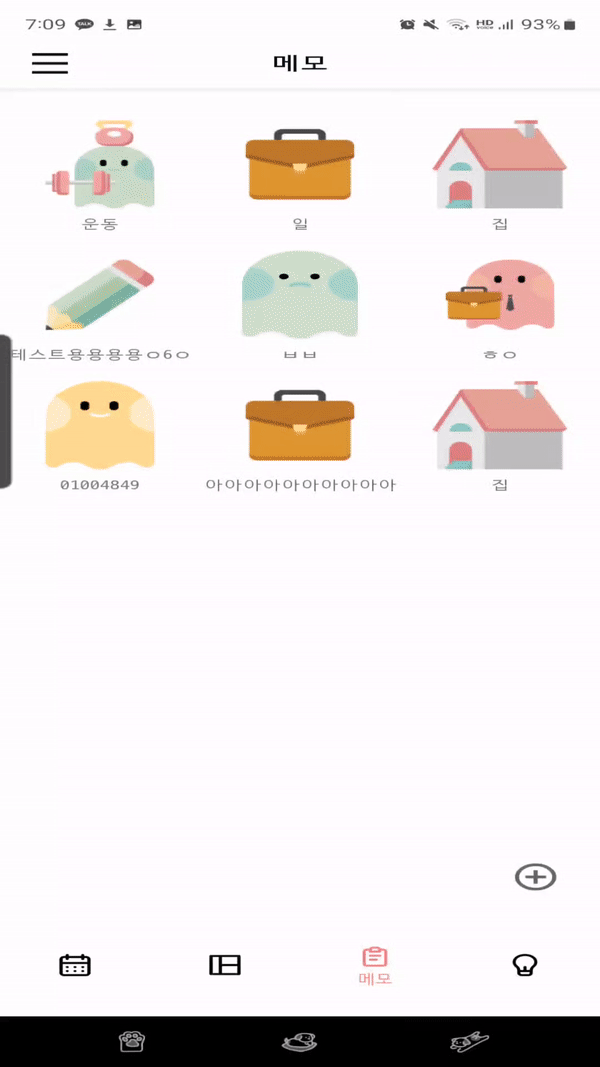 7:09 TALK HD VOICE 93%
메모
운동 일 집
테스트용용용용ㅇ6ㅇ ㅂㅂ ㅎㅇ
01004849 아아아아아아아아아아 집
메모